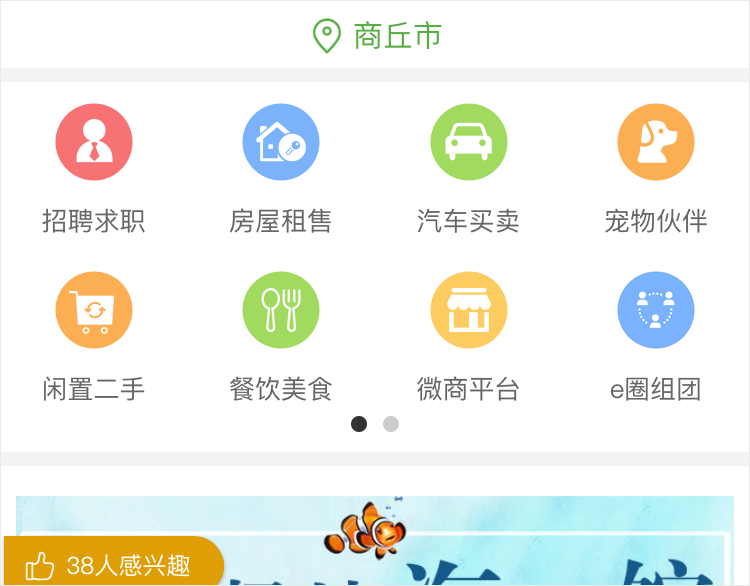 商丘市
招聘求职 房屋租售 汽车买卖 宠物伙伴
闲置二手 餐饮美食 微商平台 e圈组团
38人感兴趣